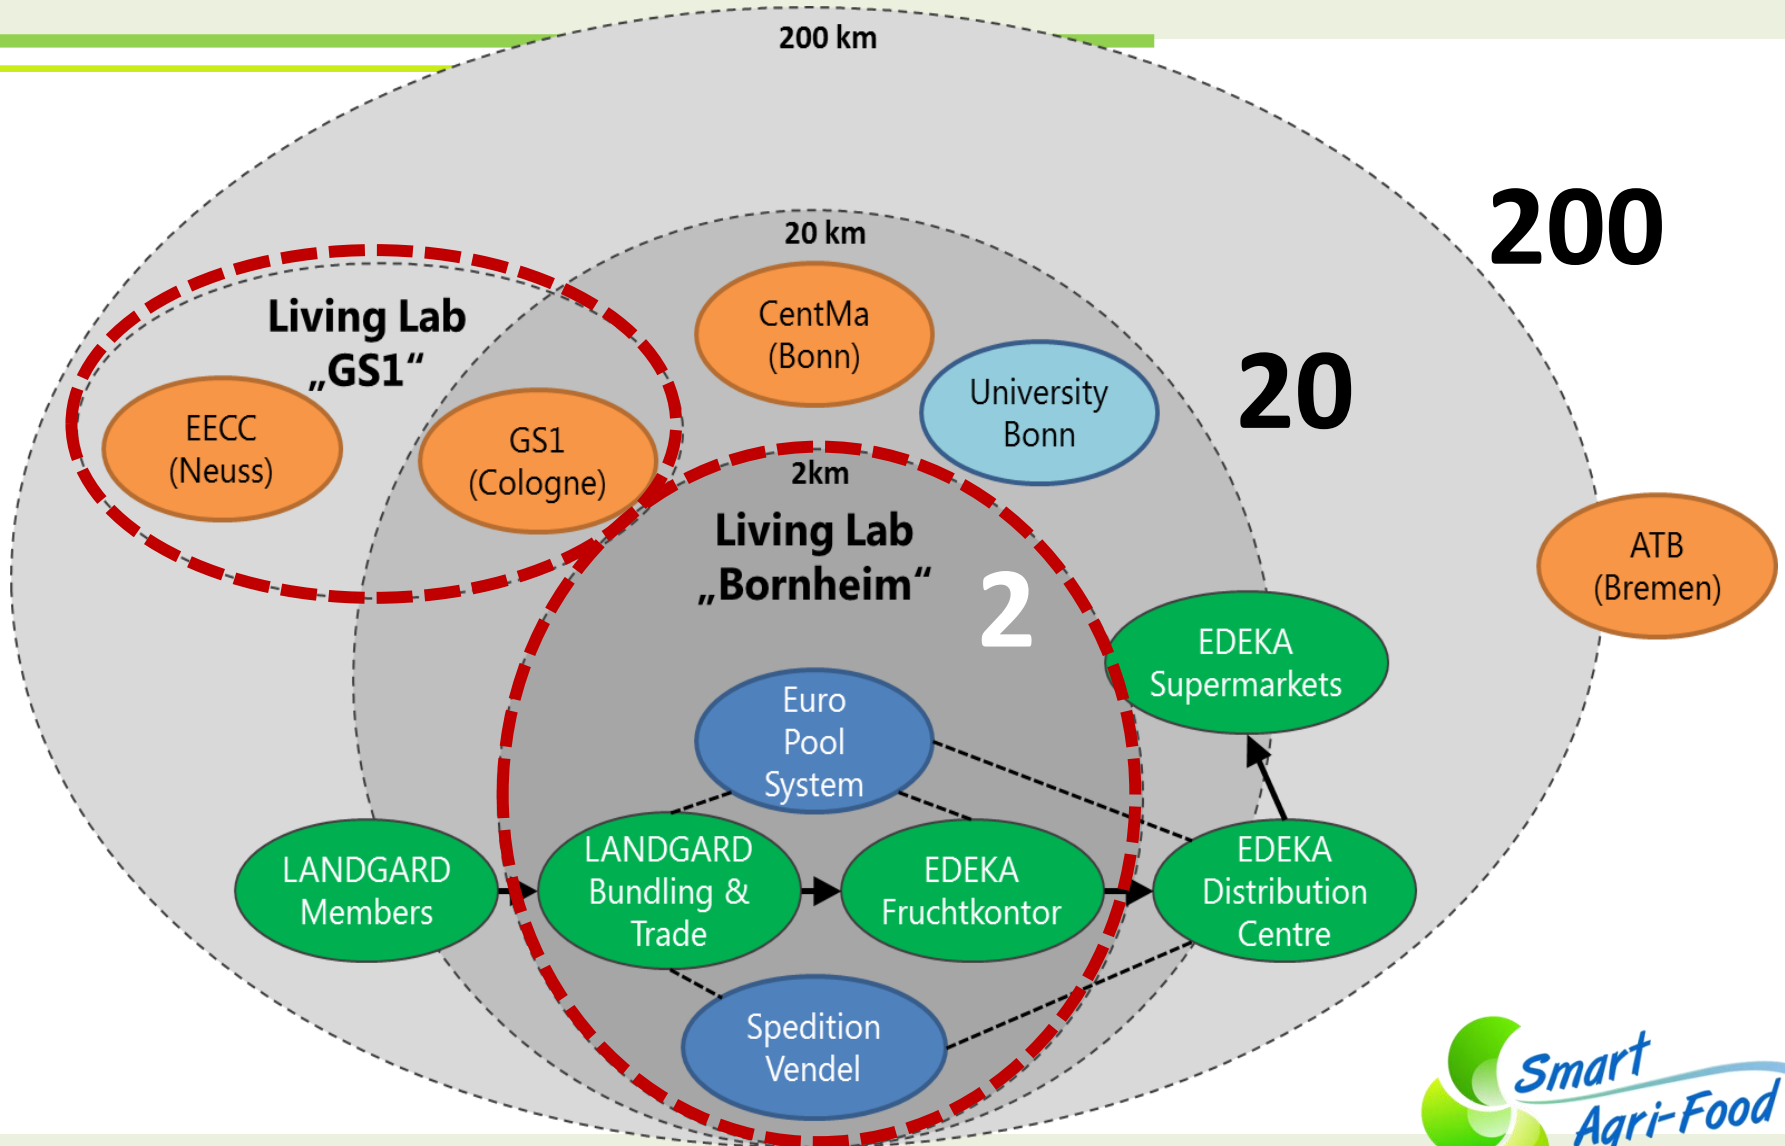 200 km
200
20 km
Living Lab
„GS1“
CentMa
(Bonn)
University
Bonn
20
EECC
(Neuss)
GS1
(Cologne)
2km
Living Lab
„Bornheim“
2
ATB
(Bremen)
EDEKA
Supermarkets
Euro
Pool
System
LANDGARD
Members
LANDGARD
Bundling &
Trade
EDEKA
Fruchtkontor
EDEKA
Distribution
Centre
Spedition
Vendel
Smart
Agri-Food